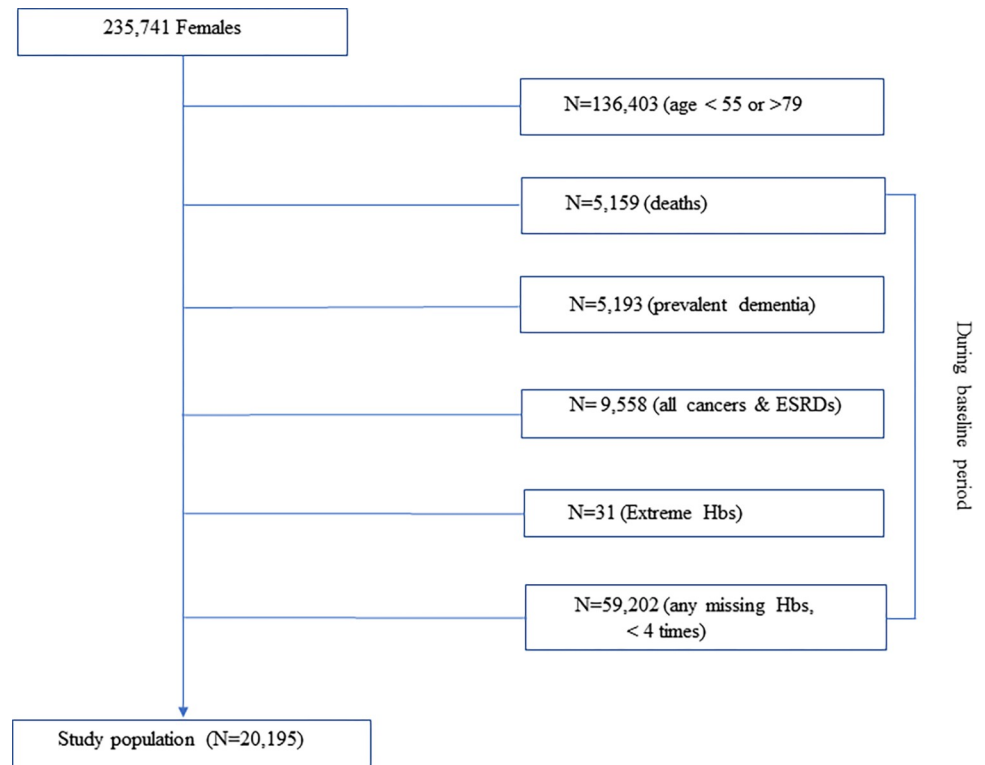 235,741 Females
N=136,403 (age < 55 or >79
N=5,159 (deaths)
N=5,193 (prevalent dementia)
N= 9,558 (all cancers & ESRDs)
N=31 (Extreme Hbs)
N=59,202 (any missing Hbs,
< 4 times)
During baseline period
Study population (N=20,195)